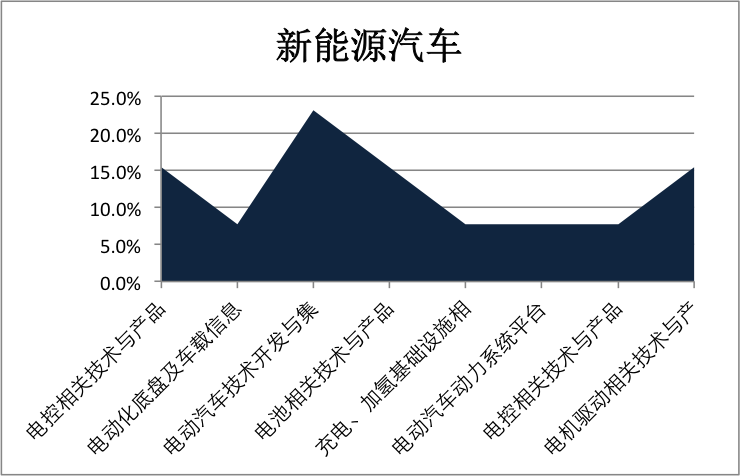 新能源汽车
25.0%
20.0%
15.0%
10.0%
5.0%
0.0%
电控相关技术与产品
电动化底盘及车载信息
电动汽车技术开发与集
电池相关技术与产品
充电、加氢基础设施相
电动汽车动力系统平台
电控相关技术与产品
电机驱动相关技术与产